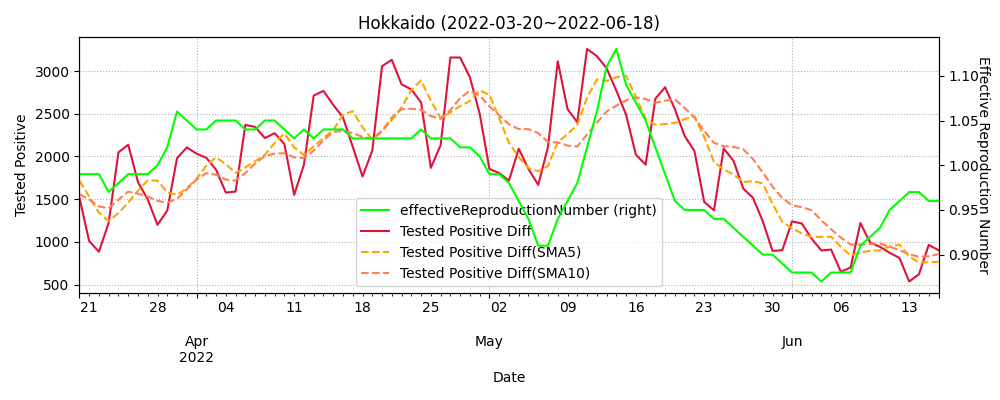 Hokkaido (2022-03-20~2022-06-18)
Tested Positive
3000
2500
2000
1500
1000
500
1.10
1.05
1.00
0.95
0.90
Effective Reproduction Number
effectiveReproductionNumber (right)
Tested Positive Diff
Tested Positive Diff(SMA5)
Tested Positive Diff(SMA10)
21 28 04 11 18 25 02 09 16 23 30 06 13
Apr May Jun
2022
Date